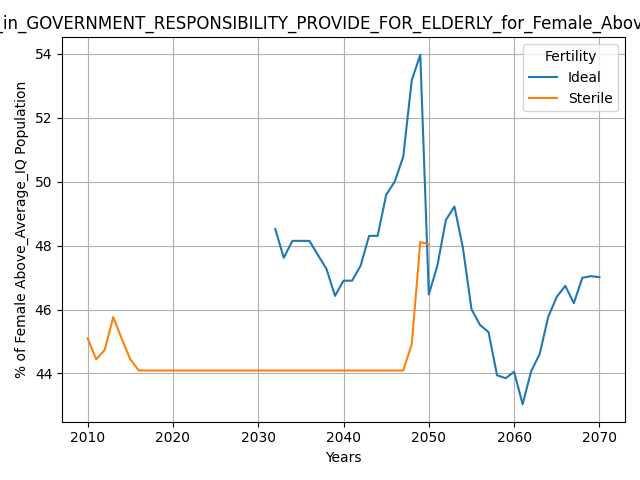 _in_GOVERNMENT_RESPONSIBILITY_PROVIDE_FOR_ELDERLY_for_Female_Abov
Fertility
Ideal
Sterile
% of Female Above_Average_IQ Population
54
52
50
48
46
44
2010 2020 2030 2040 2050 2060 2070
Years